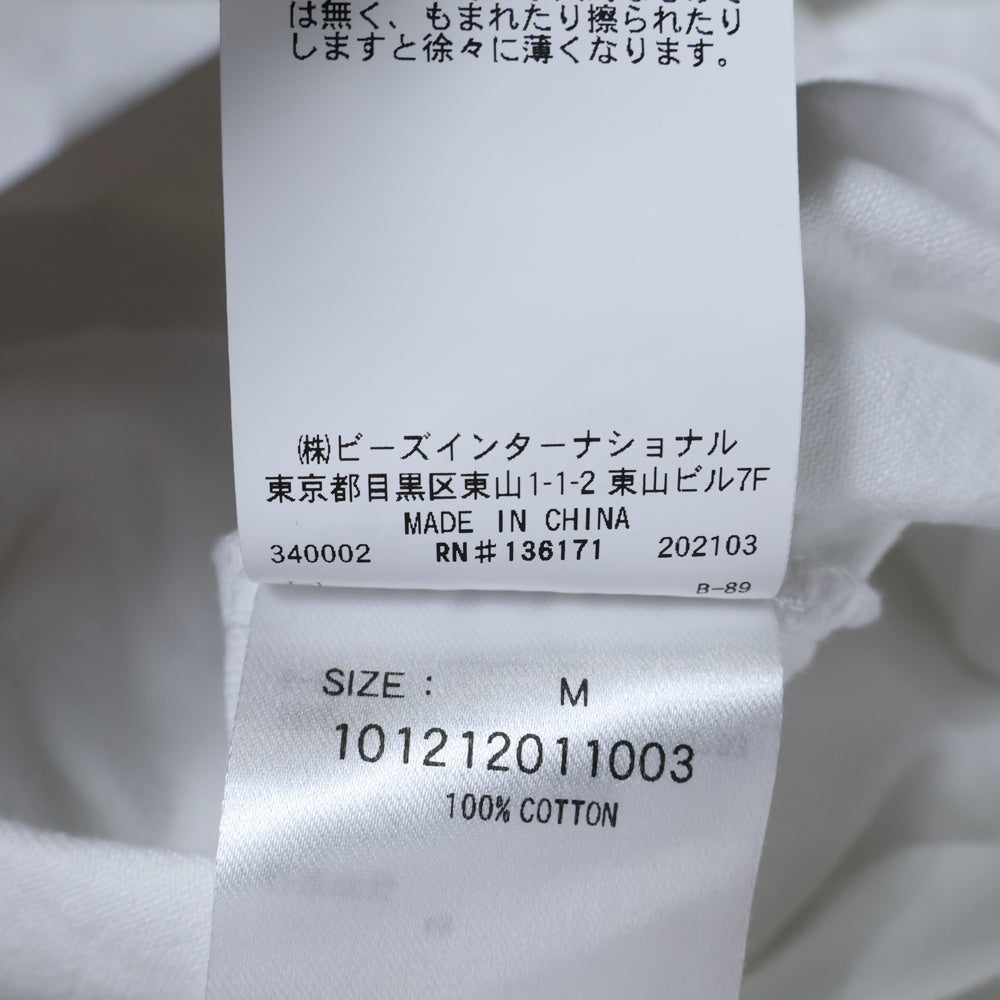 は無く、もまれたり擦られたり
しますと徐々に薄くなります。
㈱ビーズインターナショナル
東京都目黒区東山1-1-2 東山ビル7F
MADE IN CHINA
340002 RN#136171 202103
B-89
SIZE : M
101212011003
100% COTTON